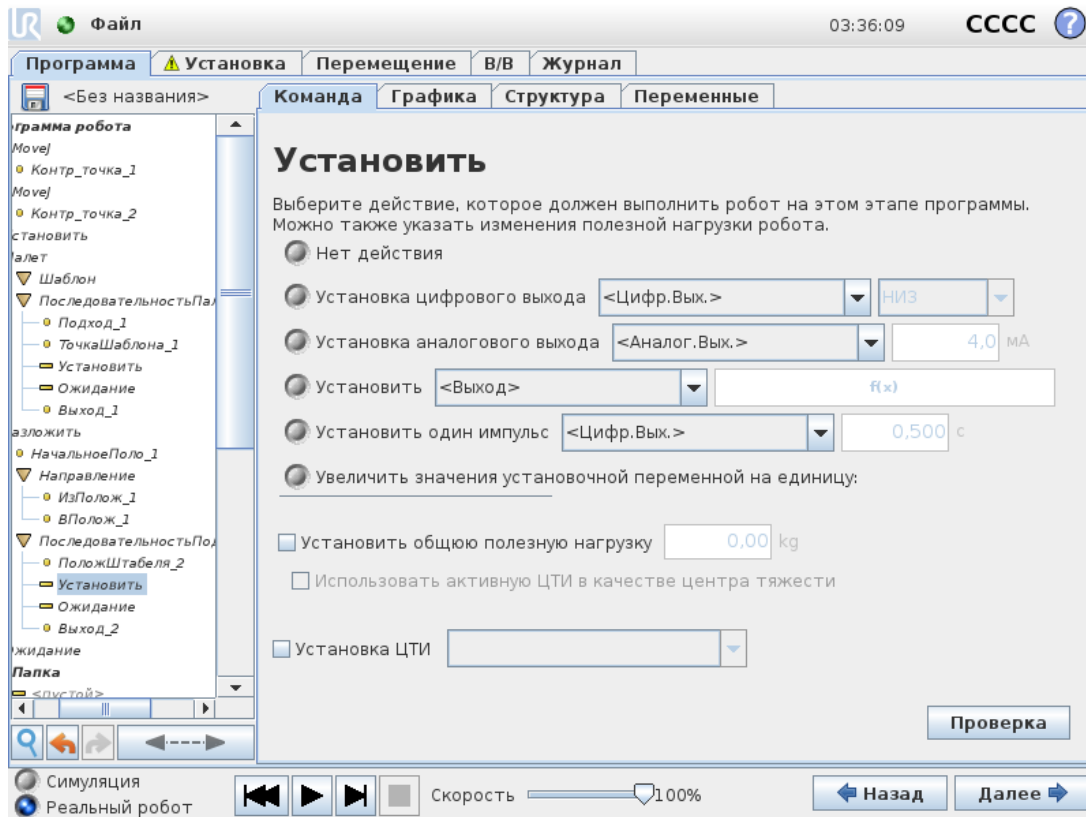 UR Файл 03:36:09 CCCC ?
Программа Установка Перемещение В/В Журнал
<Без названия>
Команда Графика Структура Переменные
ограмма робота
MoveJ
Контр_точка_1
MoveJ
Контр_точка_2
становить
алет
Шаблон
ПоследовательностьПал
Подход_1
ТочкаШаблона_1
Установить
Ожидание
Выход_1
азложить
НачальноеПоло_1
Направление
ИзПолож_1
ВПолож_1
ПоследовательностьПод
ПоложШтабеля_2
Установить
Ожидание
Выход_2
жидание
Папка
<пустой>
Установить
Выберите действие, которое должен выполнить робот на этом этапе программы.
Можно также указать изменения полезной нагрузки робота.
Нет действия
Установка цифрового выхода <Цифр.Вых.> НИЗ
Установка аналогового выхода <Аналог.Вых.> 4,0 мА
Установить <Выход> f(x)
Установить один импульс <Цифр.Вых.> 0,500 с
Увеличить значения установочной переменной на единицу:
Установить общюю полезную нагрузку 0,00 kg
Использовать активную ЦТИ в качестве центра тяжести
Установка ЦТИ
Проверка
Симуляция
Реальный робот
Скорость 100%
Назад Далее